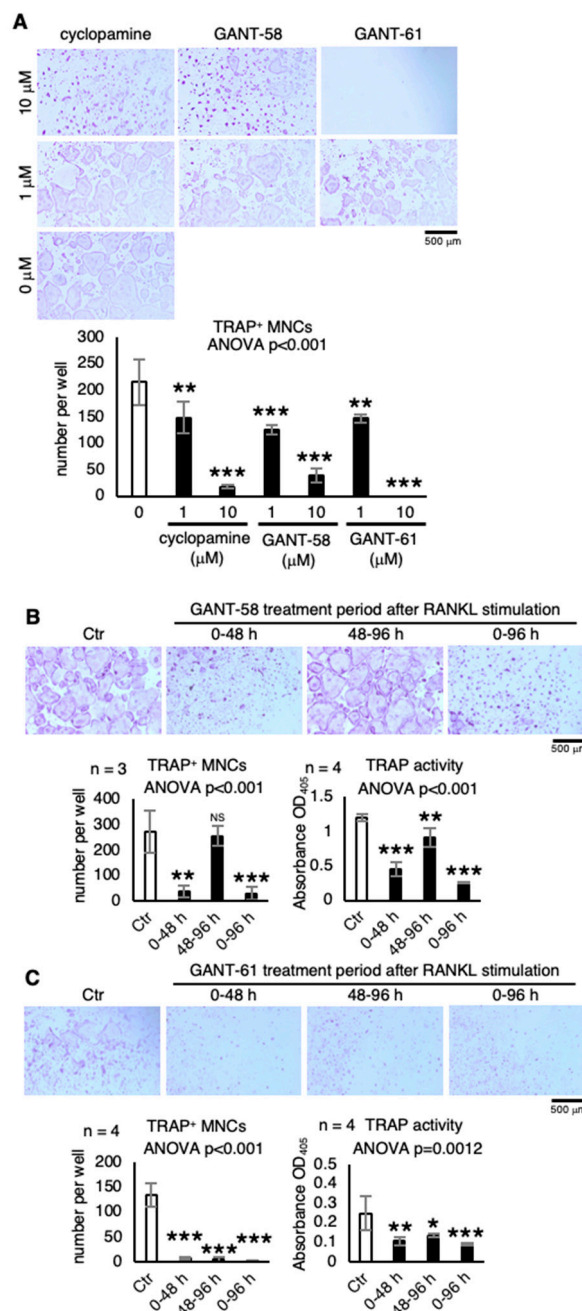 A
cyclopamine GANT-58 GANT-61
10 μM
1 μM
0 μM
500 μm
TRAP+ MNCs
ANOVA p<0.001
number per well
300
250
200
150
100
50
0
** *** *** *** ** ***
0 1 10 1 10 1 10
cyclopamine (μM) GANT-58 (μM) GANT-61 (μM)
B
GANT-58 treatment period after RANKL stimulation
Ctr 0-48 h 48-96 h 0-96 h
500 μm
n = 3 TRAP+ MNCs
ANOVA p<0.001
number per well
400
300
200
100
0
** NS ***
Ctr 0-48 h 48-96 h 0-96 h
n = 4 TRAP activity
ANOVA p<0.001
Absorbance OD405
1.5
1
0.5
0
*** ** ***
Ctr 0-48 h 48-96 h 0-96 h
C
GANT-61 treatment period after RANKL stimulation
Ctr 0-48 h 48-96 h 0-96 h
500 μm
n = 4 TRAP+ MNCs
ANOVA p<0.001
number per well
200
150
100
50
0
*** *** ***
Ctr 0-48 h 48-96 h 0-96 h
n = 4 TRAP activity
ANOVA p=0.0012
Absorbance OD405
0.5
0.4
0.3
0.2
0.1
0
** * ***
Ctr 0-48 h 48-96 h 0-96 h